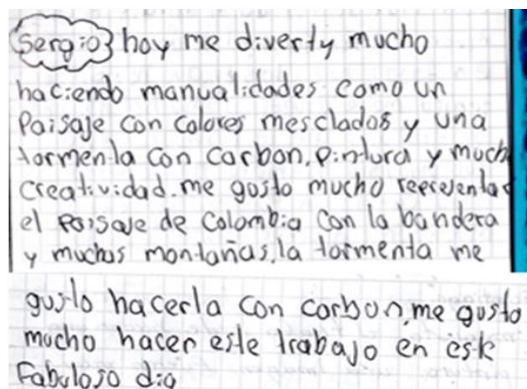 Sergio hoy me diverty mucho
haciendo manualidades como un
Paisaje con colores mesclados y una
tormenta con carbon, pintura y mucha
creatividad. me gusto mucho representar
el Paisaje de Colombia con la bandera
y muchas montañas, la tormenta me
gusto hacerla con carbon, me gusto
mucho hacer este trabajo en este
Fabuloso dia